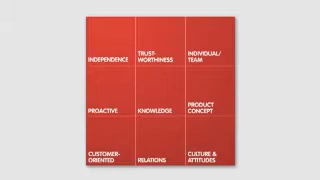 INDEPENDENCE
TRUST-
WORTHINESS
INDIVIDUAL/
TEAM
PROACTIVE
KNOWLEDGE
PRODUCT
CONCEPT
CUSTOMER-
ORIENTED
RELATIONS
CULTURE &
ATTITUDES